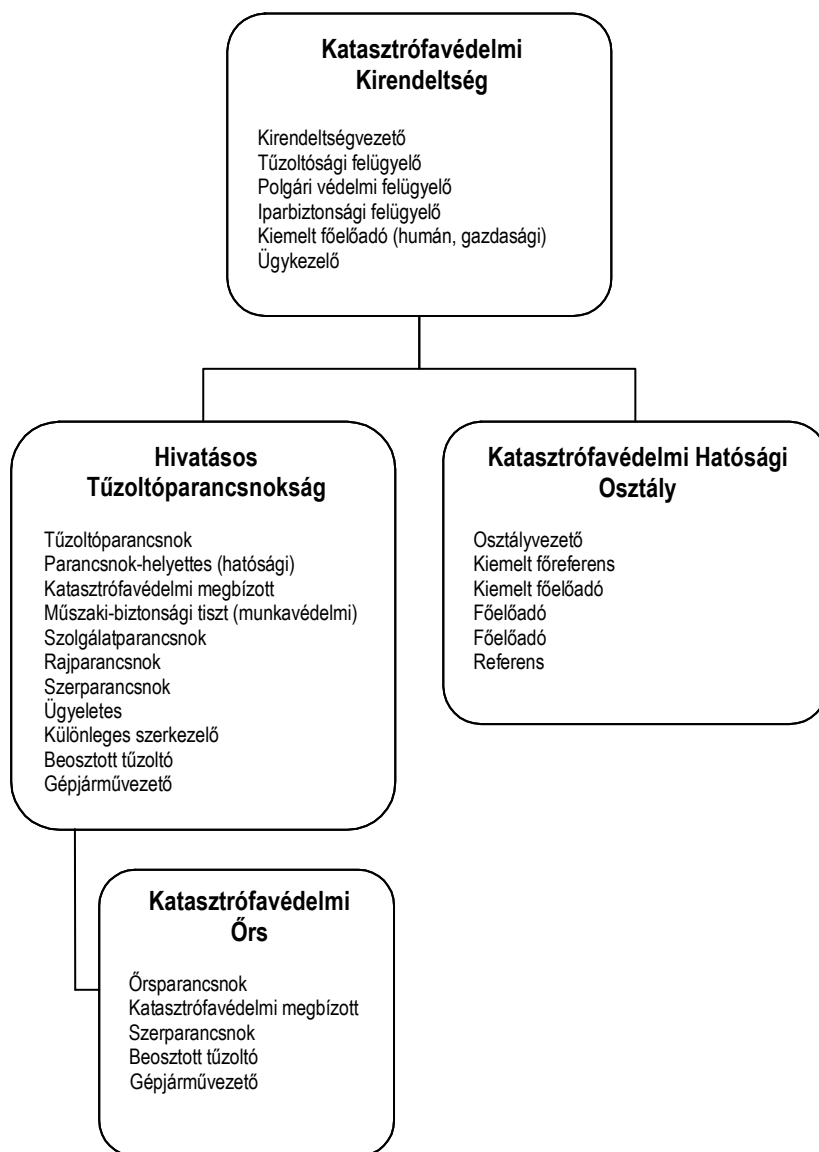 Katasztrófavédelmi
Kirendeltség
Kirendeltségvezető
Tűzoltósági felügyelő
Polgári védelmi felügyelő
Iparbiztonsági felügyelő
Kiemelt főelőadó (humán, gazdasági)
Ügykezelő
Hivatásos
Tűzoltóparancsnokság
Tűzoltóparancsnok
Parancsnok-helyettes (hatósági)
Katasztrófavédelmi megbízott
Műszaki-biztonsági tiszt (munkavédelmi)
Szolgálatparancsnok
Rajparancsnok
Szerparancsnok
Ügyeletes
Különleges szerkezelő
Beosztott tűzoltó
Gépjárművezető
Katasztrófavédelmi Hatósági
Osztály
Osztályvezető
Kiemelt főreferens
Kiemelt főelőadó
Főelőadó
Főelőadó
Referens
Katasztrófavédelmi
Őrs
Őrsparancsnok
Katasztrófavédelmi megbízott
Szerparancsnok
Beosztott tűzoltó
Gépjárművezető